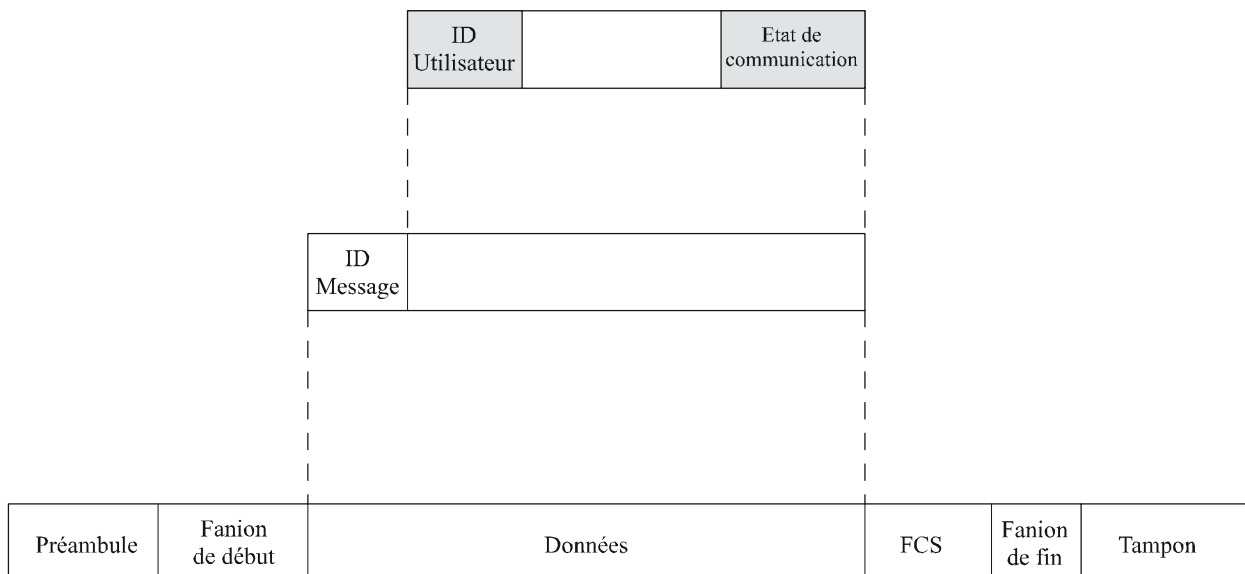 ID
Utilisateur
Etat de
communication
ID
Message
Préambule
Fanion
de début
Données
FCS
Fanion
de fin
Tampon